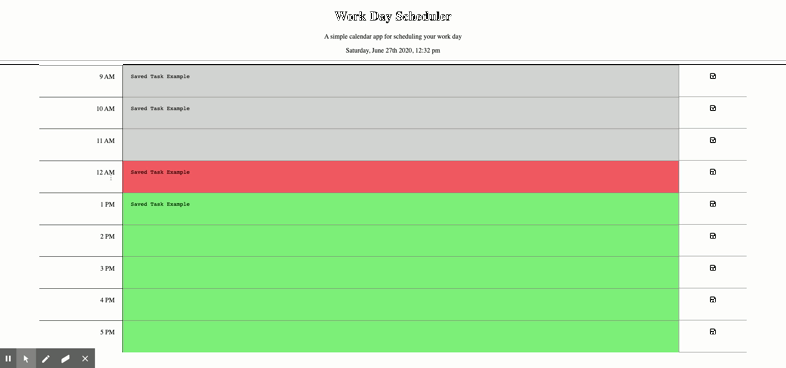 Work Day Scheduler
A simple calendar app for scheduling your work day
Saturday, June 27th 2020, 12:32 pm
9 AM Saved Task Example
10 AM Saved Task Example
11 AM
12 AM Saved Task Example
1 PM Saved Task Example
2 PM
3 PM
4 PM
5 PM